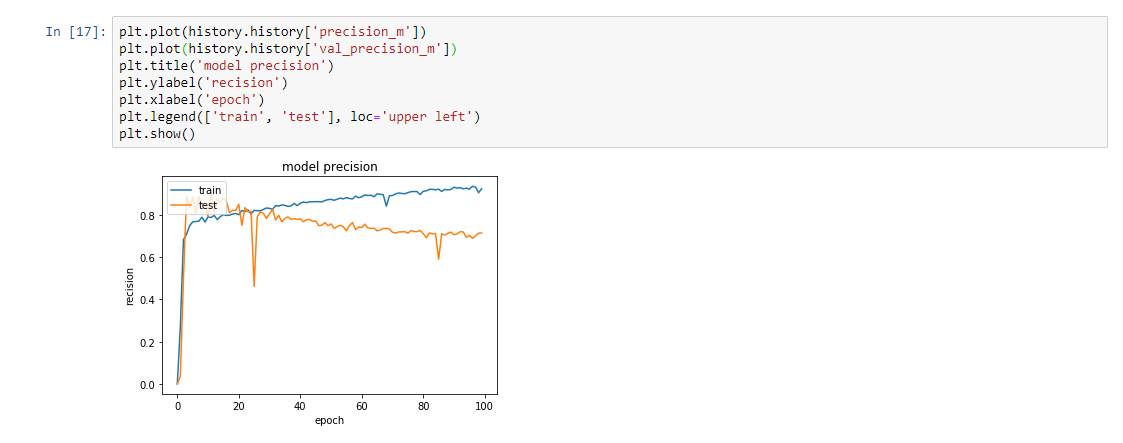 In [17]:
plt.plot(history.history['precision_m'])
plt.plot(history.history['val_precision_m'])
plt.title('model precision')
plt.ylabel('recision')
plt.xlabel('epoch')
plt.legend(['train', 'test'], loc='upper left')
plt.show()
model precision
train
test
0.8
0.6
0.4
0.2
0.0
recision
0 20 40 60 80 100
epoch